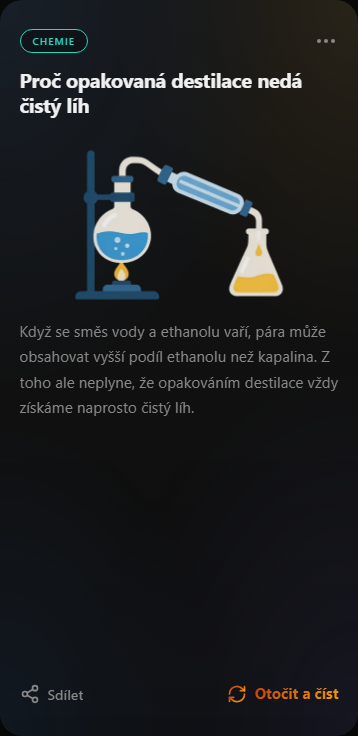 CHEMIE
Proč opakovaná destilace nedá
čistý líh
Když se směs vody a ethanolu vaří, pára může
obsahovat vyšší podíl ethanolu než kapalina. Z
toho ale neplyne, že opakováním destilace vždy
získáme naprosto čistý líh.
Sdílet
Otočit a číst